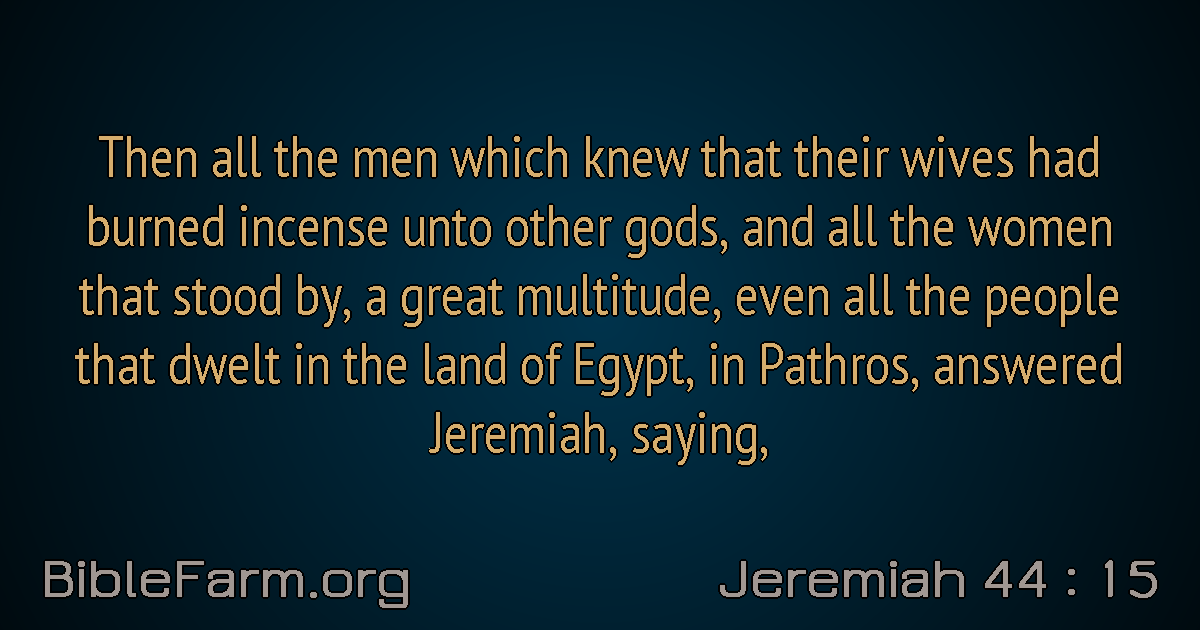 Then all the men which knew that their wives had
burned incense unto other gods, and all the women
that stood by, a great multitude, even all the people
that dwelt in the land of Egypt, in Pathros, answered
Jeremiah, saying,
BibleFarm.org
Jeremiah 44 : 15